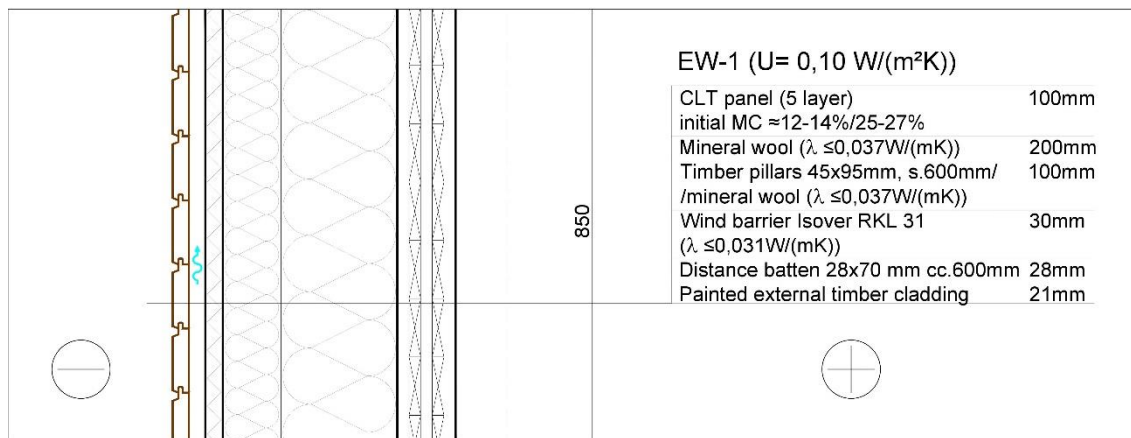 EW-1 (U= 0,10 W/(m²K))
CLT panel (5 layer) 100mm
initial MC ≈12-14%/25-27%
Mineral wool (λ ≤0,037W/(mK)) 200mm
Timber pillars 45x95mm, s.600mm/ 100mm
/mineral wool (λ ≤0,037W/(mK))
Wind barrier Isover RKL 31 30mm
(λ ≤0,031W/(mK))
Distance batten 28x70 mm cc.600mm 28mm
Painted external timber cladding 21mm
850